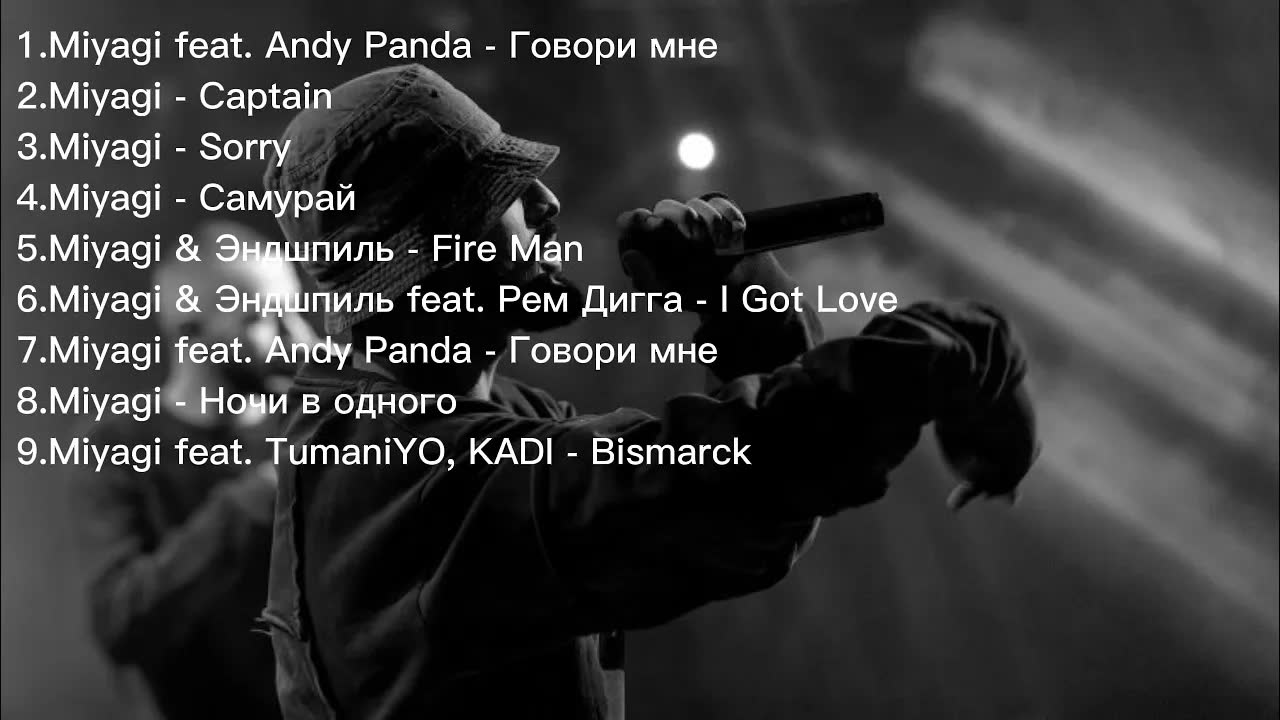 1.Miyagi feat. Andy Panda - Говори мне
2.Miyagi - Captain
3.Miyagi - Sorry
4.Miyagi - Самурай
5.Miyagi & Эндшпиль - Fire Man
6.Miyagi & Эндшпиль feat. Рем Дигга - I Got Love
7.Miyagi feat. Andy Panda - Говори мне
8.Miyagi - Ночи в одного
9.Miyagi feat. TumaniYO, KADI - Bismarck